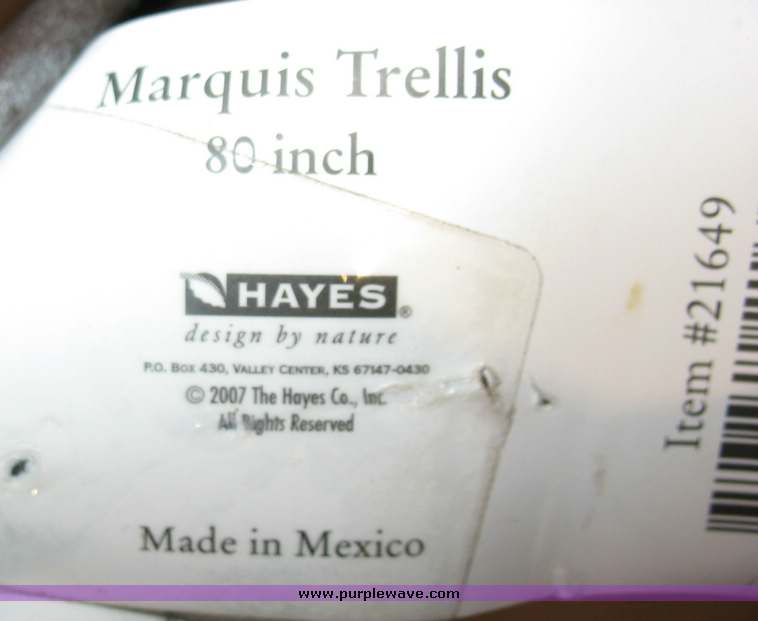 Marquis Trellis
80 inch
HAYES®
design by nature
P.O. Box 430, Valley Center, KS 67147-0430
© 2007 The Hayes Co., Inc.
All Rights Reserved
Made in Mexico
Item #21649
www.purplewave.com